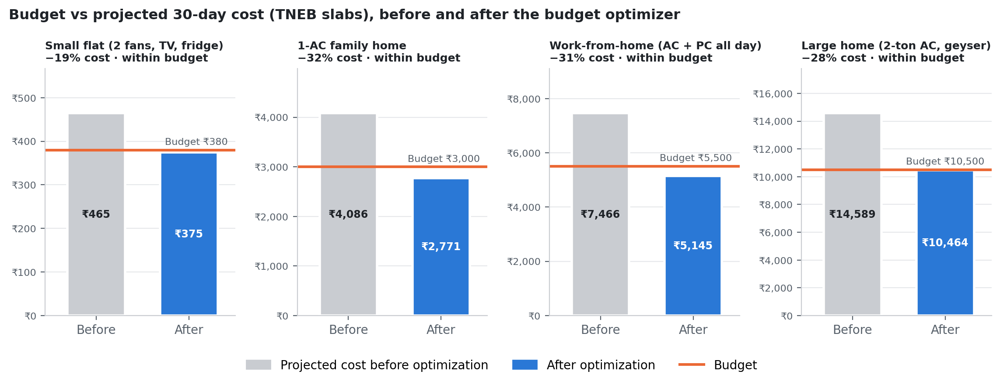 Budget vs projected 30-day cost (TNEB slabs), before and after the budget optimizer
Small flat (2 fans, TV, fridge)
−19% cost · within budget
₹500
₹400
₹300
₹200
₹100
₹0
Budget ₹380
₹465
₹375
Before
After
1-AC family home
−32% cost · within budget
₹4,000
₹3,000
₹2,000
₹1,000
₹0
Budget ₹3,000
₹4,086
₹2,771
Before
After
Work-from-home (AC + PC all day)
−31% cost · within budget
₹8,000
₹6,000
₹4,000
₹2,000
₹0
Budget ₹5,500
₹7,466
₹5,145
Before
After
Large home (2-ton AC, geyser)
−28% cost · within budget
₹16,000
₹14,000
₹12,000
₹10,000
₹8,000
₹6,000
₹4,000
₹2,000
₹0
Budget ₹10,500
₹14,589
₹10,464
Before
After
Projected cost before optimization
After optimization
Budget